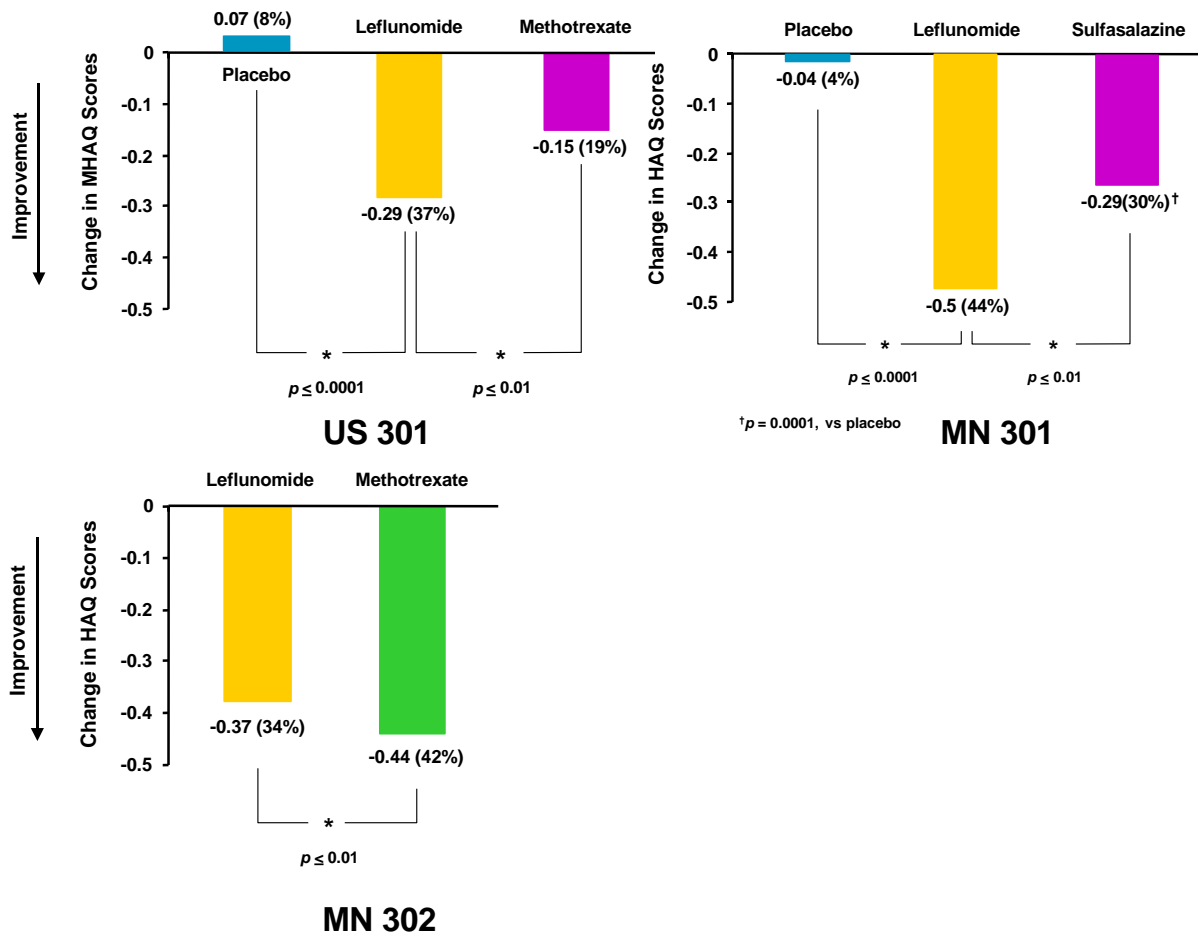 0.07 (8%)
Leflunomide
Methotrexate
0
Placebo
-0.1
-0.15 (19%)
-0.2
-0.29 (37%)
-0.3
-0.4
-0.5
Improvement
Change in MHAQ Scores
*
*
p ≤ 0.0001
p ≤ 0.01
US 301
Placebo
Leflunomide
Sulfasalazine
0
-0.04 (4%)
-0.1
-0.2
-0.29(30%)†
-0.3
-0.4
-0.5
-0.5 (44%)
Change in HAQ Scores
*
*
p ≤ 0.0001
p ≤ 0.01
†p = 0.0001, vs placebo
MN 301
Leflunomide
Methotrexate
0
-0.1
-0.2
-0.3
-0.4
-0.37 (34%)
-0.44 (42%)
-0.5
Improvement
Change in HAQ Scores
*
p ≤ 0.01
MN 302